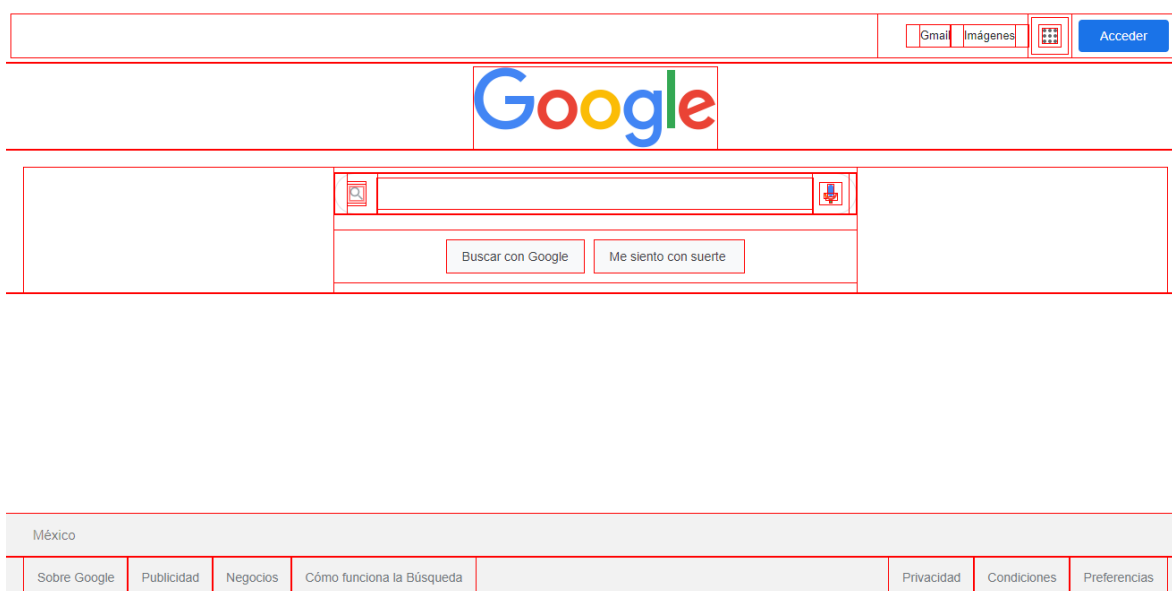 Gmail Imágenes Acceder
Google
Buscar con Google Me siento con suerte
México
Sobre Google Publicidad Negocios Cómo funciona la Búsqueda Privacidad Condiciones Preferencias